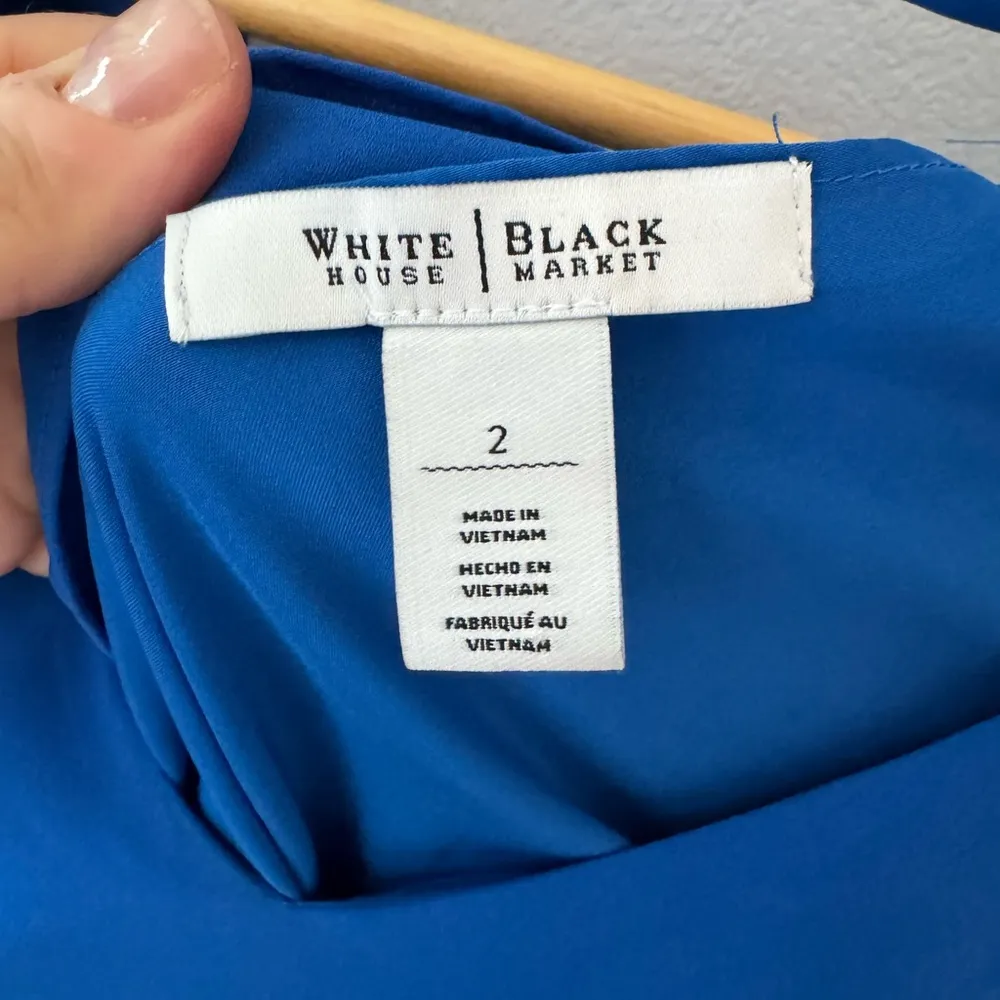 WHITE | BLACK
HOUSE | MARKET
2
MADE IN
VIETNAM
HECHO EN
VIETNAM
FABRIQUÉ AU
VIETNAM